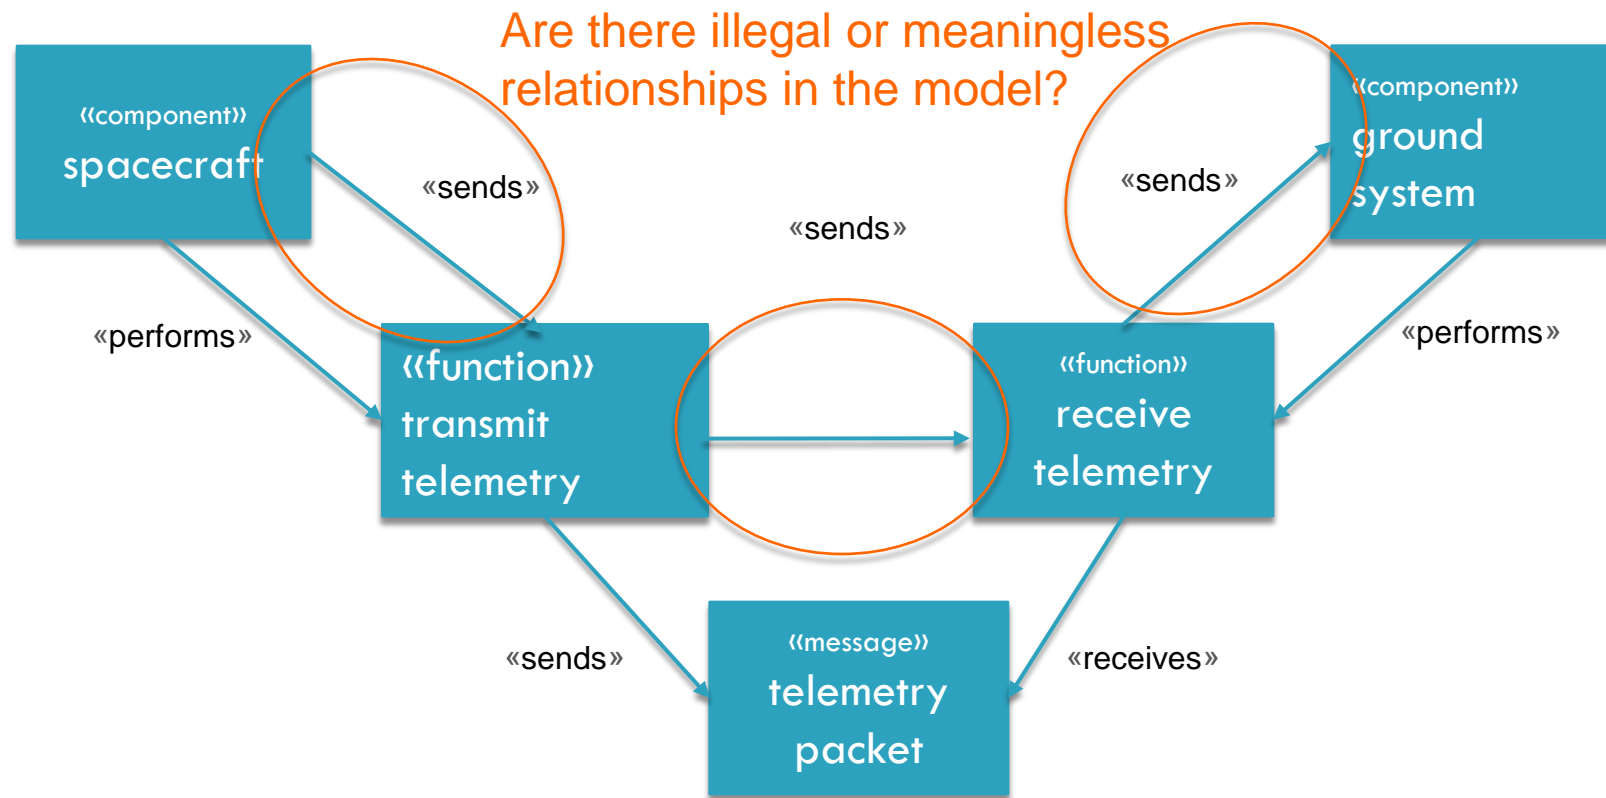 Are there illegal or meaningless
relationships in the model?
«component»
spacecraft
«sends»
«sends»
«sends»
«component»
ground
system
«performs»
«performs»
«function»
transmit
telemetry
«function»
receive
telemetry
«sends»
«message»
telemetry
packet
«receives»